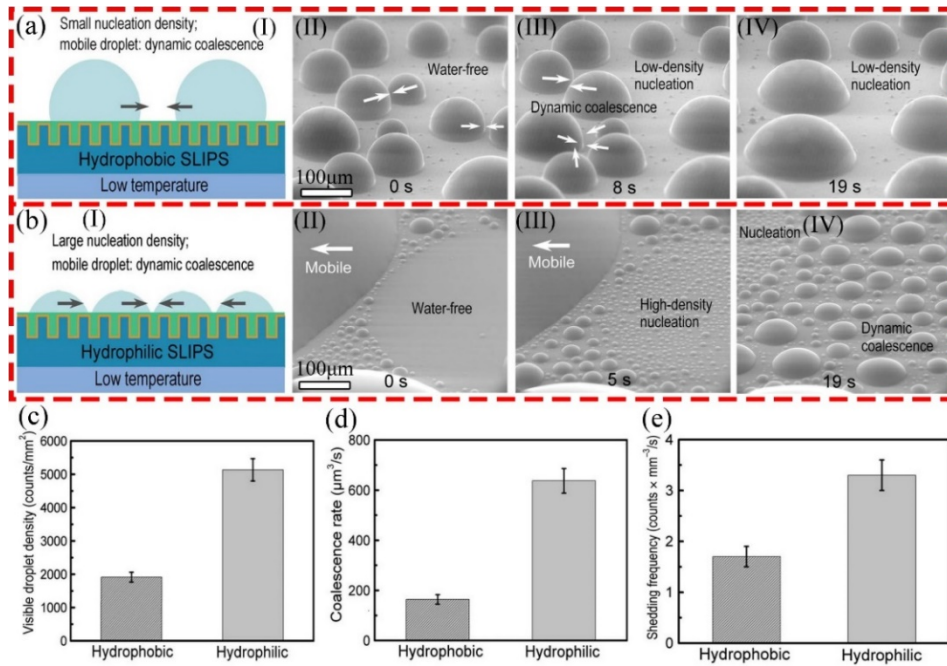 (a)
Small nucleation density;
mobile droplet: dynamic coalescence
(I)
Hydrophobic SLIPS
Low temperature
(II)
Water-free
100μm
0 s
(III)
Low-density
nucleation
Dynamic coalescence
8 s
(IV)
Low-density
nucleation
19 s
(b)
(I)
Large nucleation density;
mobile droplet: dynamic coalescence
Hydrophilic SLIPS
Low temperature
(II)
Mobile
Water-free
100μm
0 s
(III)
Mobile
High-density
nucleation
5 s
(IV)
Nucleation
Dynamic
coalescence
19 s
(c)
Visible droplet density (counts/mm²)
6000
5000
4000
3000
2000
1000
0
Hydrophobic Hydrophilic
(d)
Coalescence rate (μm³/s)
800
600
400
200
0
Hydrophobic Hydrophilic
(e)
Shedding frequency (counts × mm⁻³/s)
4
3
2
1
0
Hydrophobic Hydrophilic